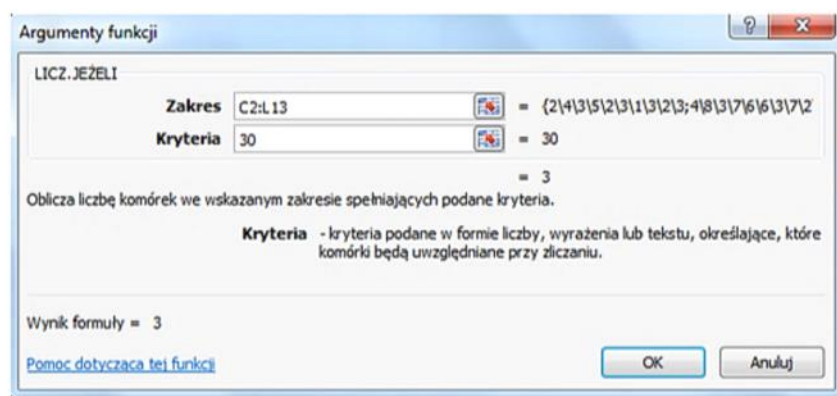 Argumenty funkcji
LICZ.JEŻELI
Zakres C2:L13 = {2\4\3\5\2\3\1\3\2\3;4\8\3\7\6\6\3\7\2
Kryteria 30 = 30
= 3
Oblicza liczbę komórek we wskazanym zakresie spełniających podane kryteria.
Kryteria - kryteria podane w formie liczby, wyrażenia lub tekstu, określające, które
komórki będą uwzględniane przy zliczaniu.
Wynik formuły = 3
Pomoc dotycząca tej funkcji
OK Anuluj